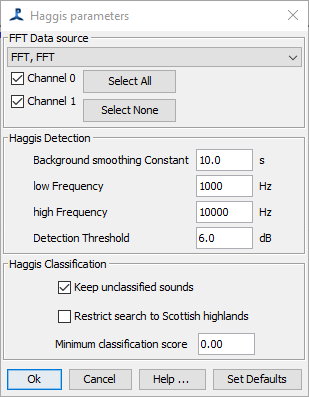 Haggis parameters
FFT Data source
FFT, FFT
Channel 0
Select All
Channel 1
Select None
Haggis Detection
Background smoothing Constant 10.0 s
low Frequency 1000 Hz
high Frequency 10000 Hz
Detection Threshold 6.0 dB
Haggis Classification
Keep unclassified sounds
Restrict search to Scottish highlands
Minimum classification score 0.00
Ok Cancel Help ... Set Defaults